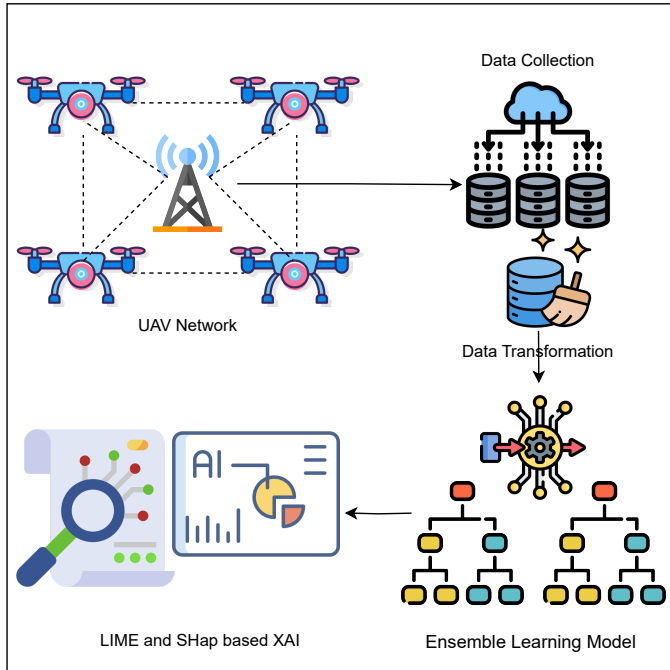 Data Collection
UAV Network
Data Transformation
AI
LIME and SHap based XAI
Ensemble Learning Model